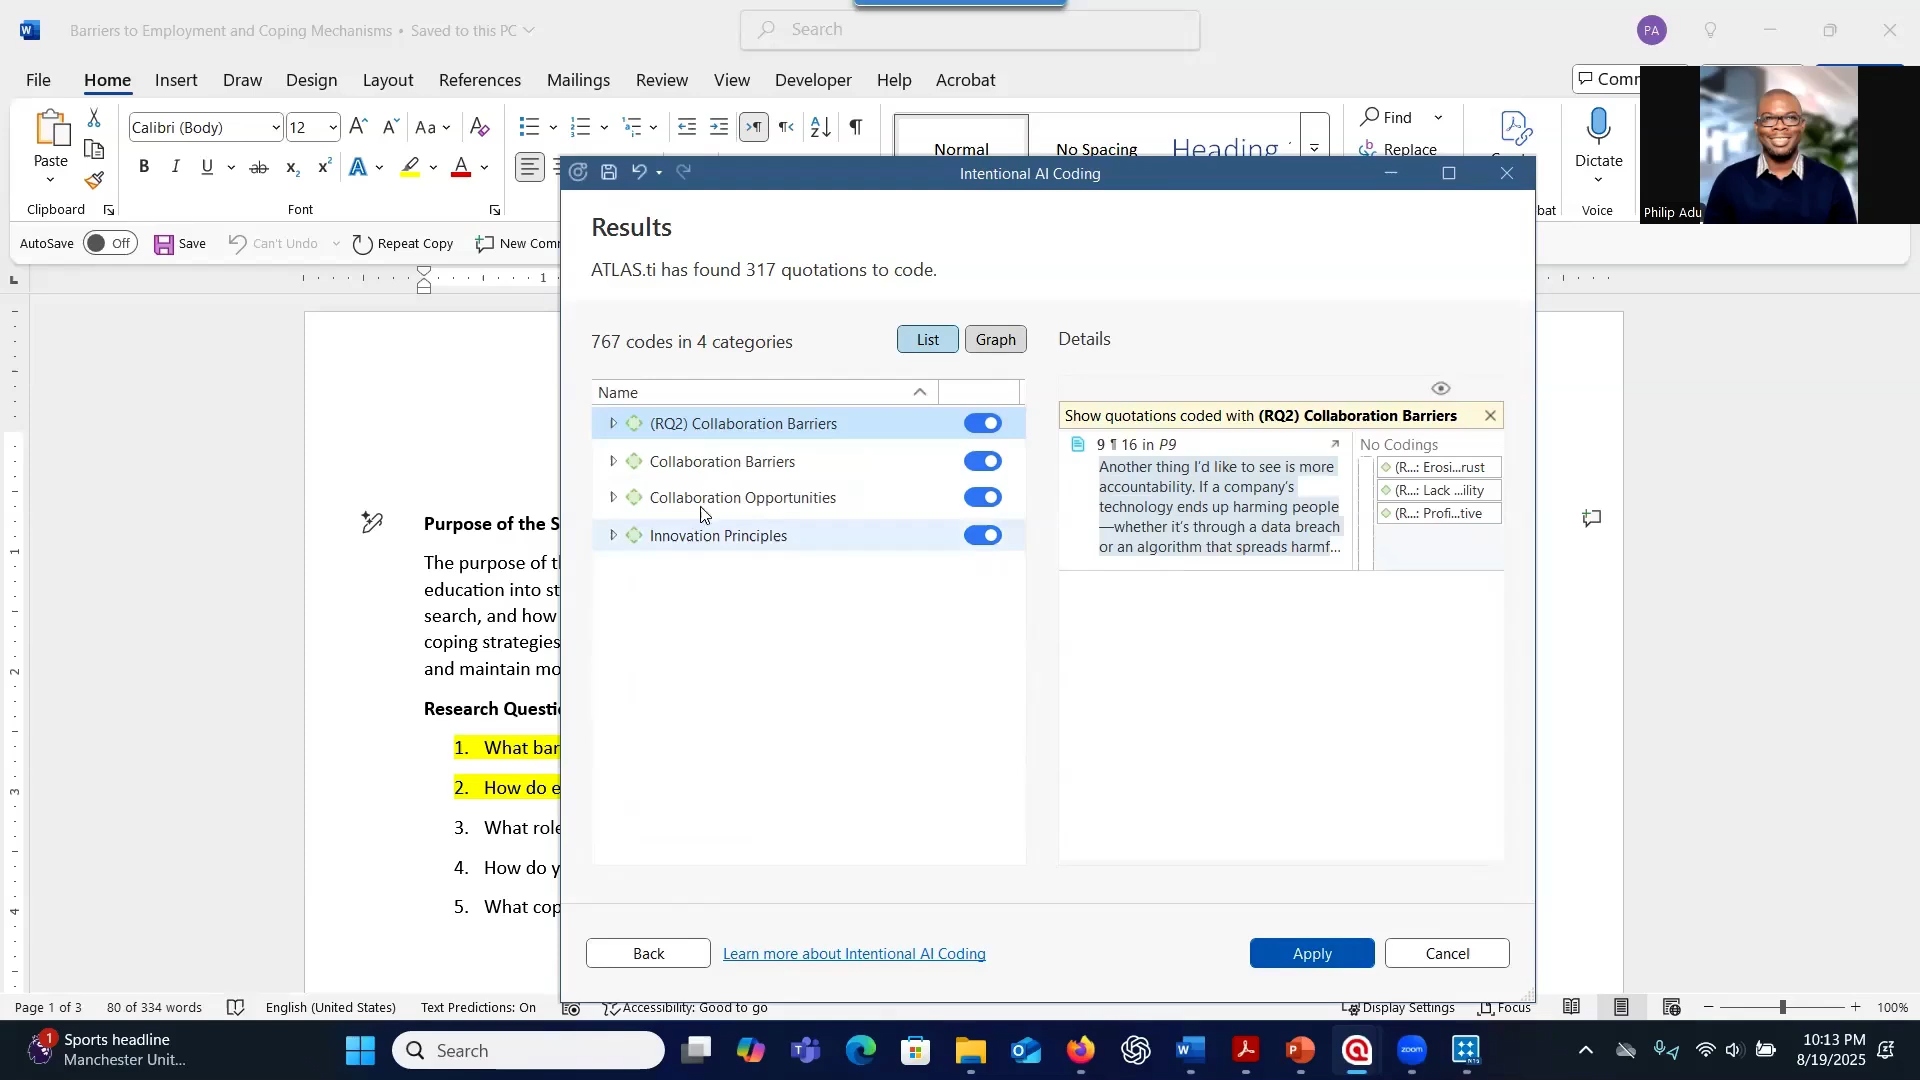 Barriers to Employment and Coping Mechanisms • Saved to this PC
Search
PA
File Home Insert Draw Design Layout References Mailings Review View Developer Help Acrobat
Calibri (Body) 12
Aa
Paste
Normal
No Spacing
Heading
Find
Replace
Dictate
Clipboard
Font
Voice
Philip Adu
AutoSave Off Save Can't Undo Repeat Copy
Intentional AI Coding
Results
ATLAS.ti has found 317 quotations to code.
767 codes in 4 categories
List
Graph
Details
Name
(RQ2) Collaboration Barriers
Collaboration Barriers
Collaboration Opportunities
Innovation Principles
Show quotations coded with (RQ2) Collaboration Barriers
9 ¶ 16 in P9
No Codings
Another thing I'd like to see is more
accountability. If a company's
technology ends up harming people
—whether it's through a data breach
or an algorithm that spreads harmf...
(R...: Erosi...rust
(R...: Lack ...ility
(R...: Profi...tive
Purpose of the S
The purpose of
education into
search, and how
coping strategies
and maintain
Research
1. What
2. How do
3. What
4. How do
5. What
Back
Learn more about Intentional AI Coding
Apply
Cancel
Page 1 of 3 80 of 334 words English (United States) Text Predictions: On Accessibility: Good to go Display Settings Focus 100%
1 Sports headline
Manchester Unit...
Search
zoom
10:13 PM
8/19/2025